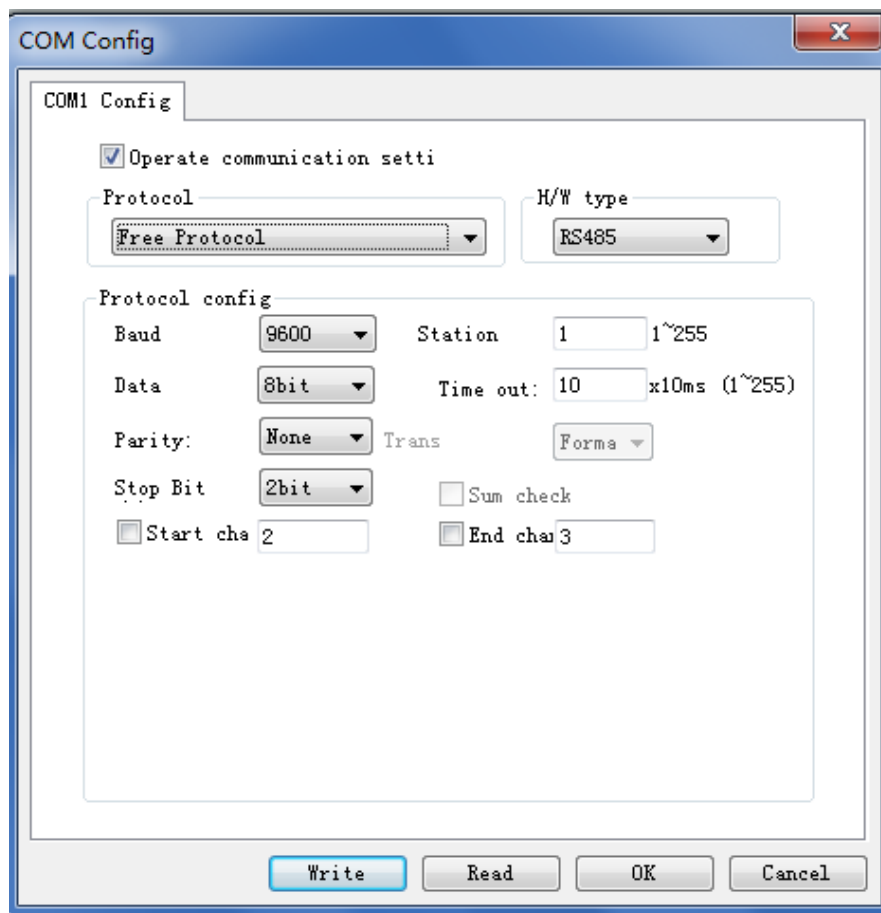 COM Config
COM1 Config
Operate communication setti
Protocol H/W type
Free Protocol RS485
Protocol config
Baud 9600 Station 1 1~255
Data 8bit Time out: 10 x10ms (1~255)
Parity: None Trans Forma
Stop Bit 2bit Sum check
Start cha 2 End cha 3
Write Read OK Cancel